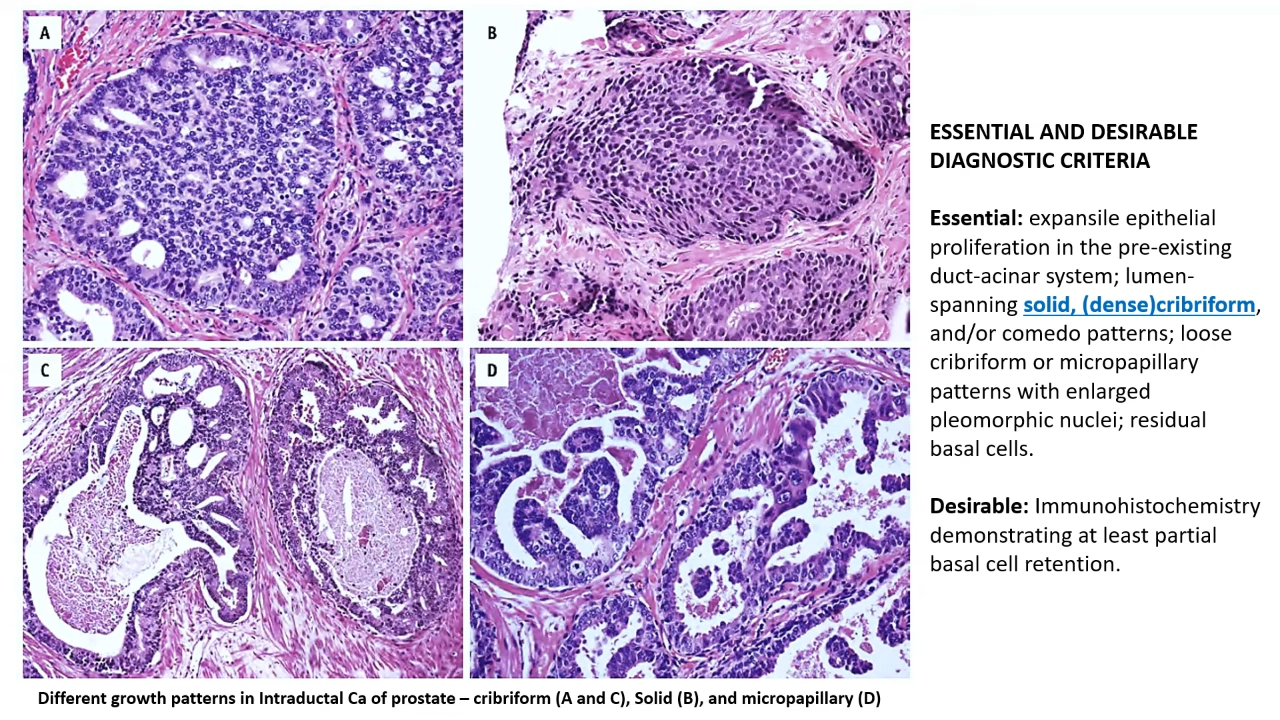 A
B
C
D
ESSENTIAL AND DESIRABLE
DIAGNOSTIC CRITERIA
Essential: expansile epithelial
proliferation in the pre-existing
duct-acinar system; lumen-
spanning solid, (dense)cribriform,
and/or comedo patterns; loose
cribriform or micropapillary
patterns with enlarged
pleomorphic nuclei; residual
basal cells.
Desirable: Immunohistochemistry
demonstrating at least partial
basal cell retention.
Different growth patterns in Intraductal Ca of prostate – cribriform (A and C), Solid (B), and micropapillary (D)